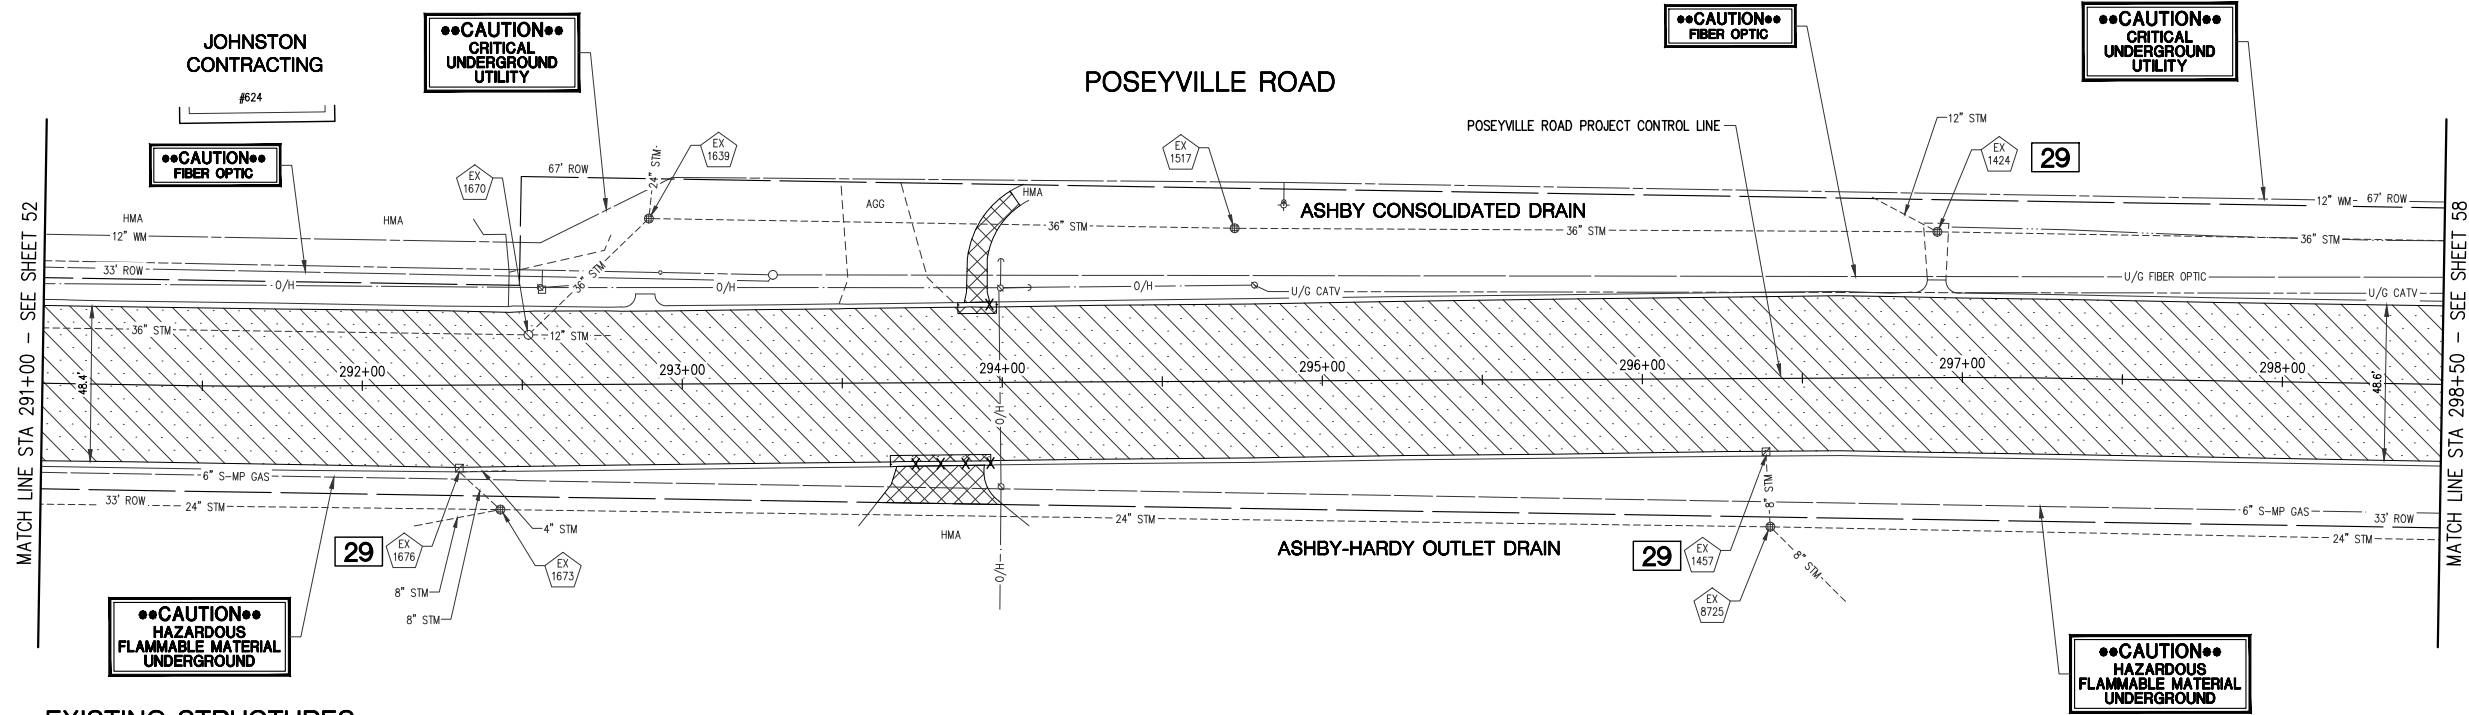 JOHNSTON
CONTRACTING
#624
●●CAUTION●●
CRITICAL
UNDERGROUND
UTILITY
POSEYVILLE ROAD
●●CAUTION●●
FIBER OPTIC
●●CAUTION●●
CRITICAL
UNDERGROUND
UTILITY
POSEYVILLE ROAD PROJECT CONTROL LINE
12" STM
●●CAUTION●●
FIBER OPTIC
EX
1670
67' ROW
24" STM
EX
1639
EX
1517
EX
1424
29
HMA
HMA
AGG
HMA
12" WM
67' ROW
ASHBY CONSOLIDATED DRAIN
12" WM
36" STM
36" STM
36" STM
33' ROW
O/H
36" STM
O/H
O/H
U/G CATV
U/G FIBER OPTIC
U/G CATV
36" STM
12" STM
48.4'
292+00
293+00
294+00
295+00
296+00
297+00
298+00
48.6'
O/H
MATCH LINE STA 291+00 - SEE SHEET 52
MATCH LINE STA 298+50 - SEE SHEET 58
6" S-MP GAS
33' ROW
24" STM
4" STM
24" STM
8" STM
6" S-MP GAS
33' ROW
24" STM
HMA
ASHBY-HARDY OUTLET DRAIN
29
EX
1676
EX
1673
8" STM
8" STM
O/H
29
EX
1457
8" STM
EX
8725
●●CAUTION●●
HAZARDOUS
FLAMMABLE MATERIAL
UNDERGROUND
●●CAUTION●●
HAZARDOUS
FLAMMABLE MATERIAL
UNDERGROUND
EXISTING STRUCTURES